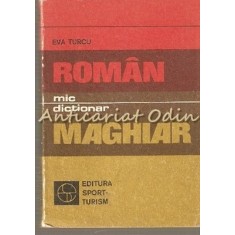 EVA TURCU
ROMÂN
mic
dicționar
Anticariat Odin
MAGHIAR
EDITURA
SPORT-
TURISM